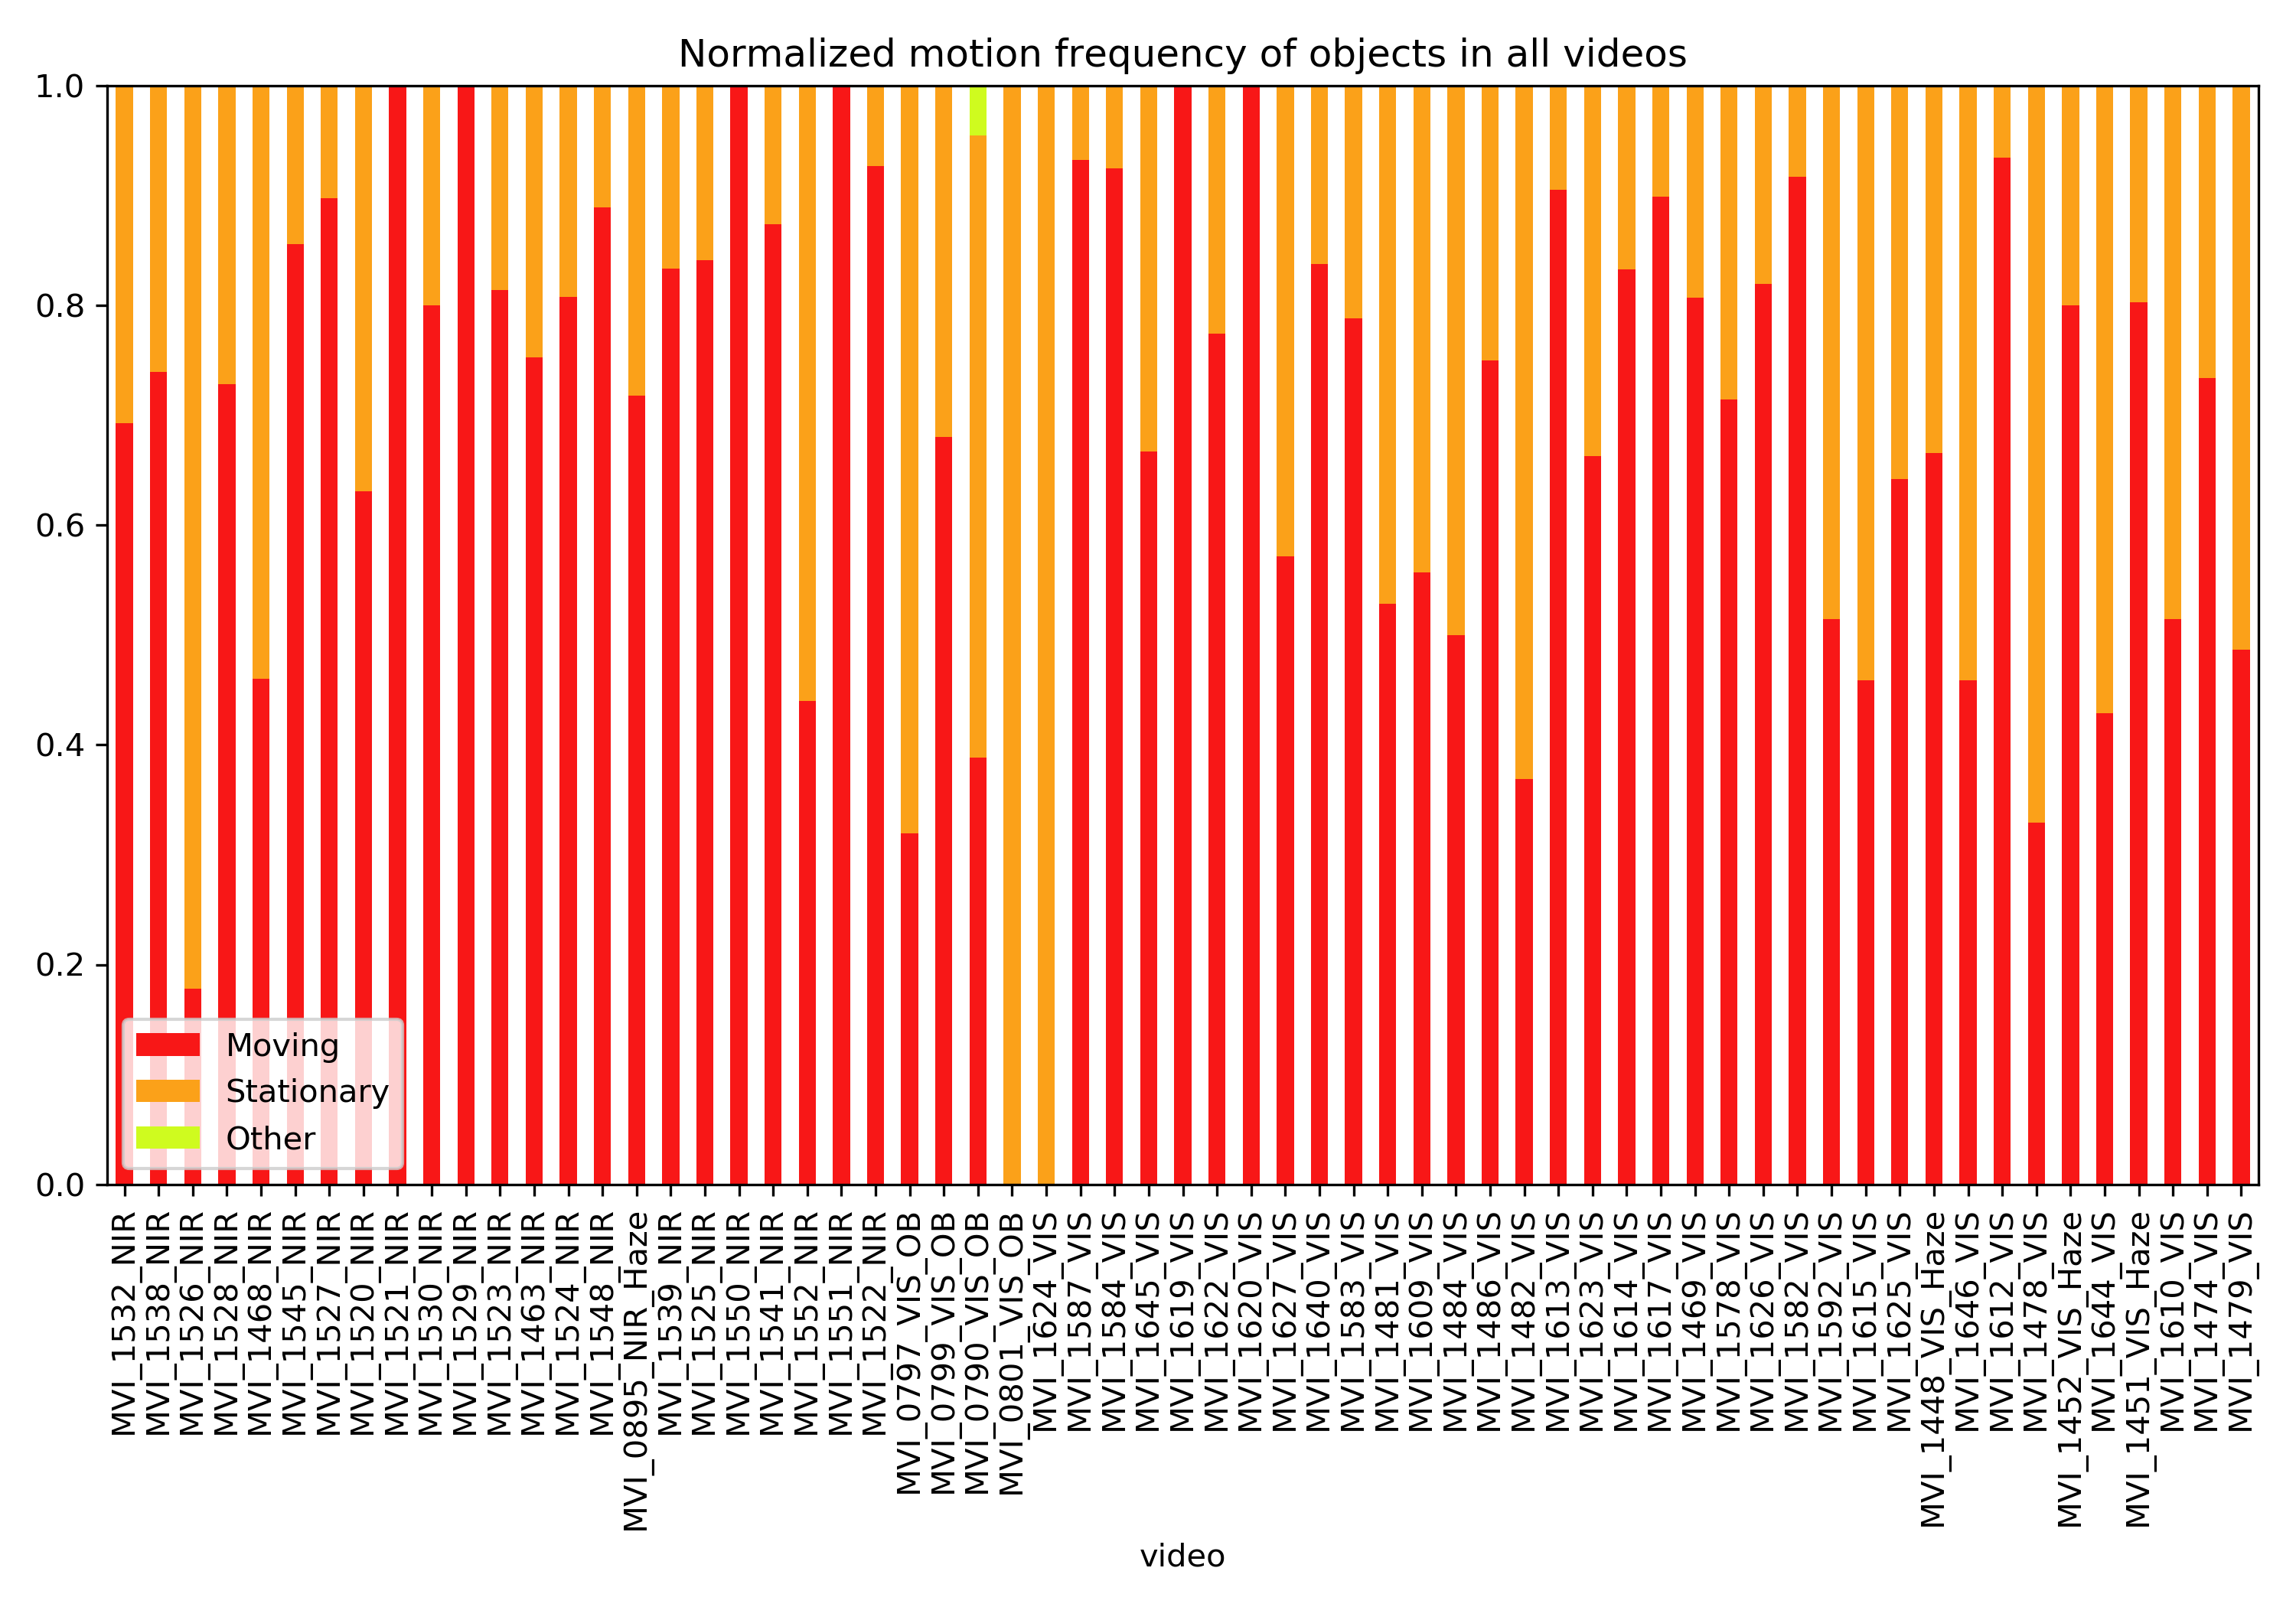 Normalized motion frequency of objects in all videos
1.0
0.8
0.6
0.4
0.2
0.0
Moving
Stationary
Other
MVI_1532_NIR
MVI_1538_NIR
MVI_1526_NIR
MVI_1528_NIR
MVI_1468_NIR
MVI_1545_NIR
MVI_1527_NIR
MVI_1520_NIR
MVI_1521_NIR
MVI_1530_NIR
MVI_1529_NIR
MVI_1523_NIR
MVI_1463_NIR
MVI_1524_NIR
MVI_1548_NIR
MVI_0895_NIR_Haze
MVI_1539_NIR
MVI_1525_NIR
MVI_1550_NIR
MVI_1541_NIR
MVI_1552_NIR
MVI_1551_NIR
MVI_1522_NIR
MVI_0797_VIS_OB
MVI_0799_VIS_OB
MVI_0790_VIS_OB
MVI_0801_VIS_OB
MVI_1624_VIS
MVI_1587_VIS
MVI_1584_VIS
MVI_1645_VIS
MVI_1619_VIS
MVI_1622_VIS
MVI_1620_VIS
MVI_1627_VIS
MVI_1640_VIS
MVI_1583_VIS
MVI_1481_VIS
MVI_1609_VIS
MVI_1484_VIS
MVI_1486_VIS
MVI_1482_VIS
MVI_1613_VIS
MVI_1623_VIS
MVI_1614_VIS
MVI_1617_VIS
MVI_1469_VIS
MVI_1578_VIS
MVI_1626_VIS
MVI_1582_VIS
MVI_1592_VIS
MVI_1615_VIS
MVI_1625_VIS
MVI_1448_VIS_Haze
MVI_1646_VIS
MVI_1612_VIS
MVI_1478_VIS
MVI_1452_VIS_Haze
MVI_1644_VIS
MVI_1451_VIS_Haze
MVI_1610_VIS
MVI_1474_VIS
MVI_1479_VIS
video